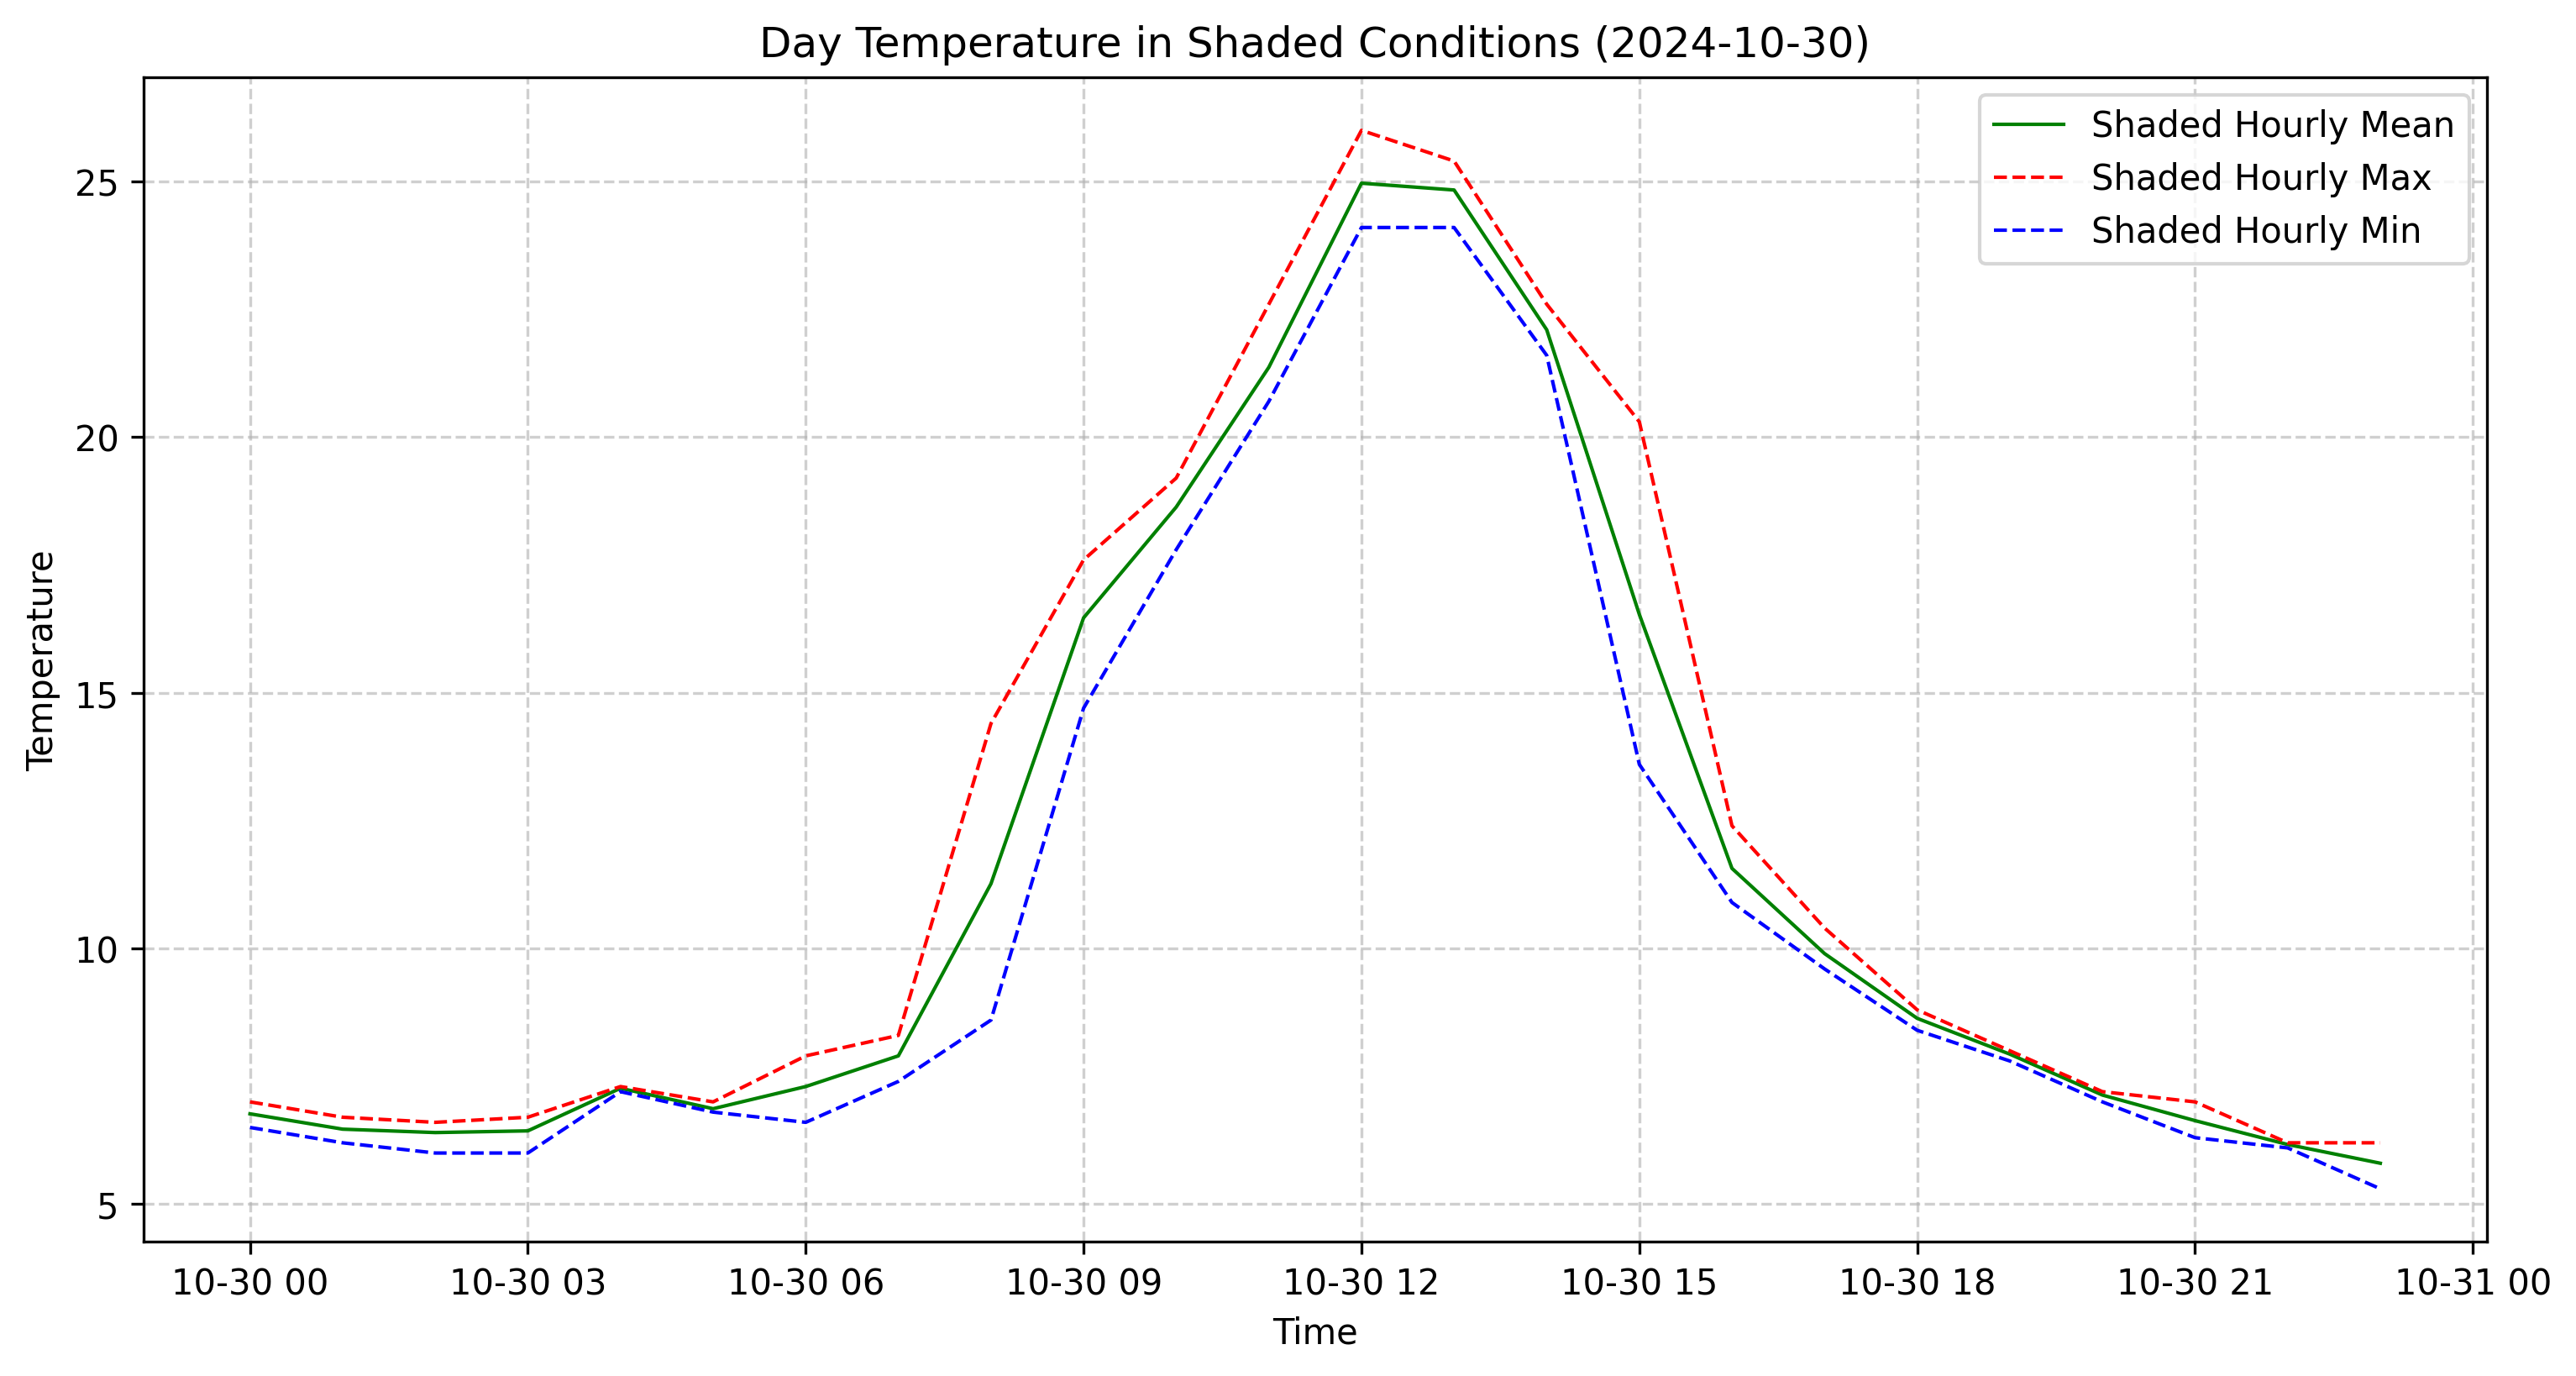 Day Temperature in Shaded Conditions (2024-10-30)
Shaded Hourly Mean
Shaded Hourly Max
Shaded Hourly Min
Temperature
25
20
15
10
5
10-30 00
10-30 03
10-30 06
10-30 09
10-30 12
10-30 15
10-30 18
10-30 21
10-31 00
Time